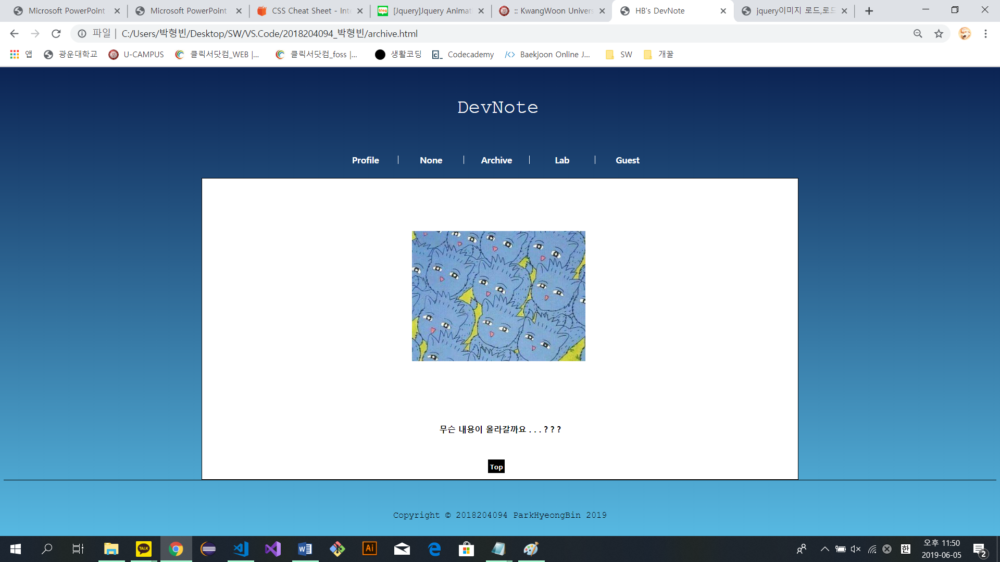 Microsoft PowerPoint
Microsoft PowerPoint
CSS Cheat Sheet - Inte
[Jquery]Jquery Animat
:: KwangWoon Univers
HB's DevNote
jquery이미지 로드,로드
파일 | C:/Users/박형빈/Desktop/SW/VS.Code/2018204094_박형빈/archive.html
앱 광운대학교 U-CAMPUS 클릭서닷컴_WEB |... 클릭서닷컴_foss |... 생활코딩 Codecademy Baekjoon Online J... SW 개꿀
DevNote
Profile None Archive Lab Guest
무슨 내용이 올라갈까요 . . . ? ? ?
Top
Copyright © 2018204094 ParkHyeongBin 2019
TALK
Ai
한
오후 11:50
2019-06-05
2